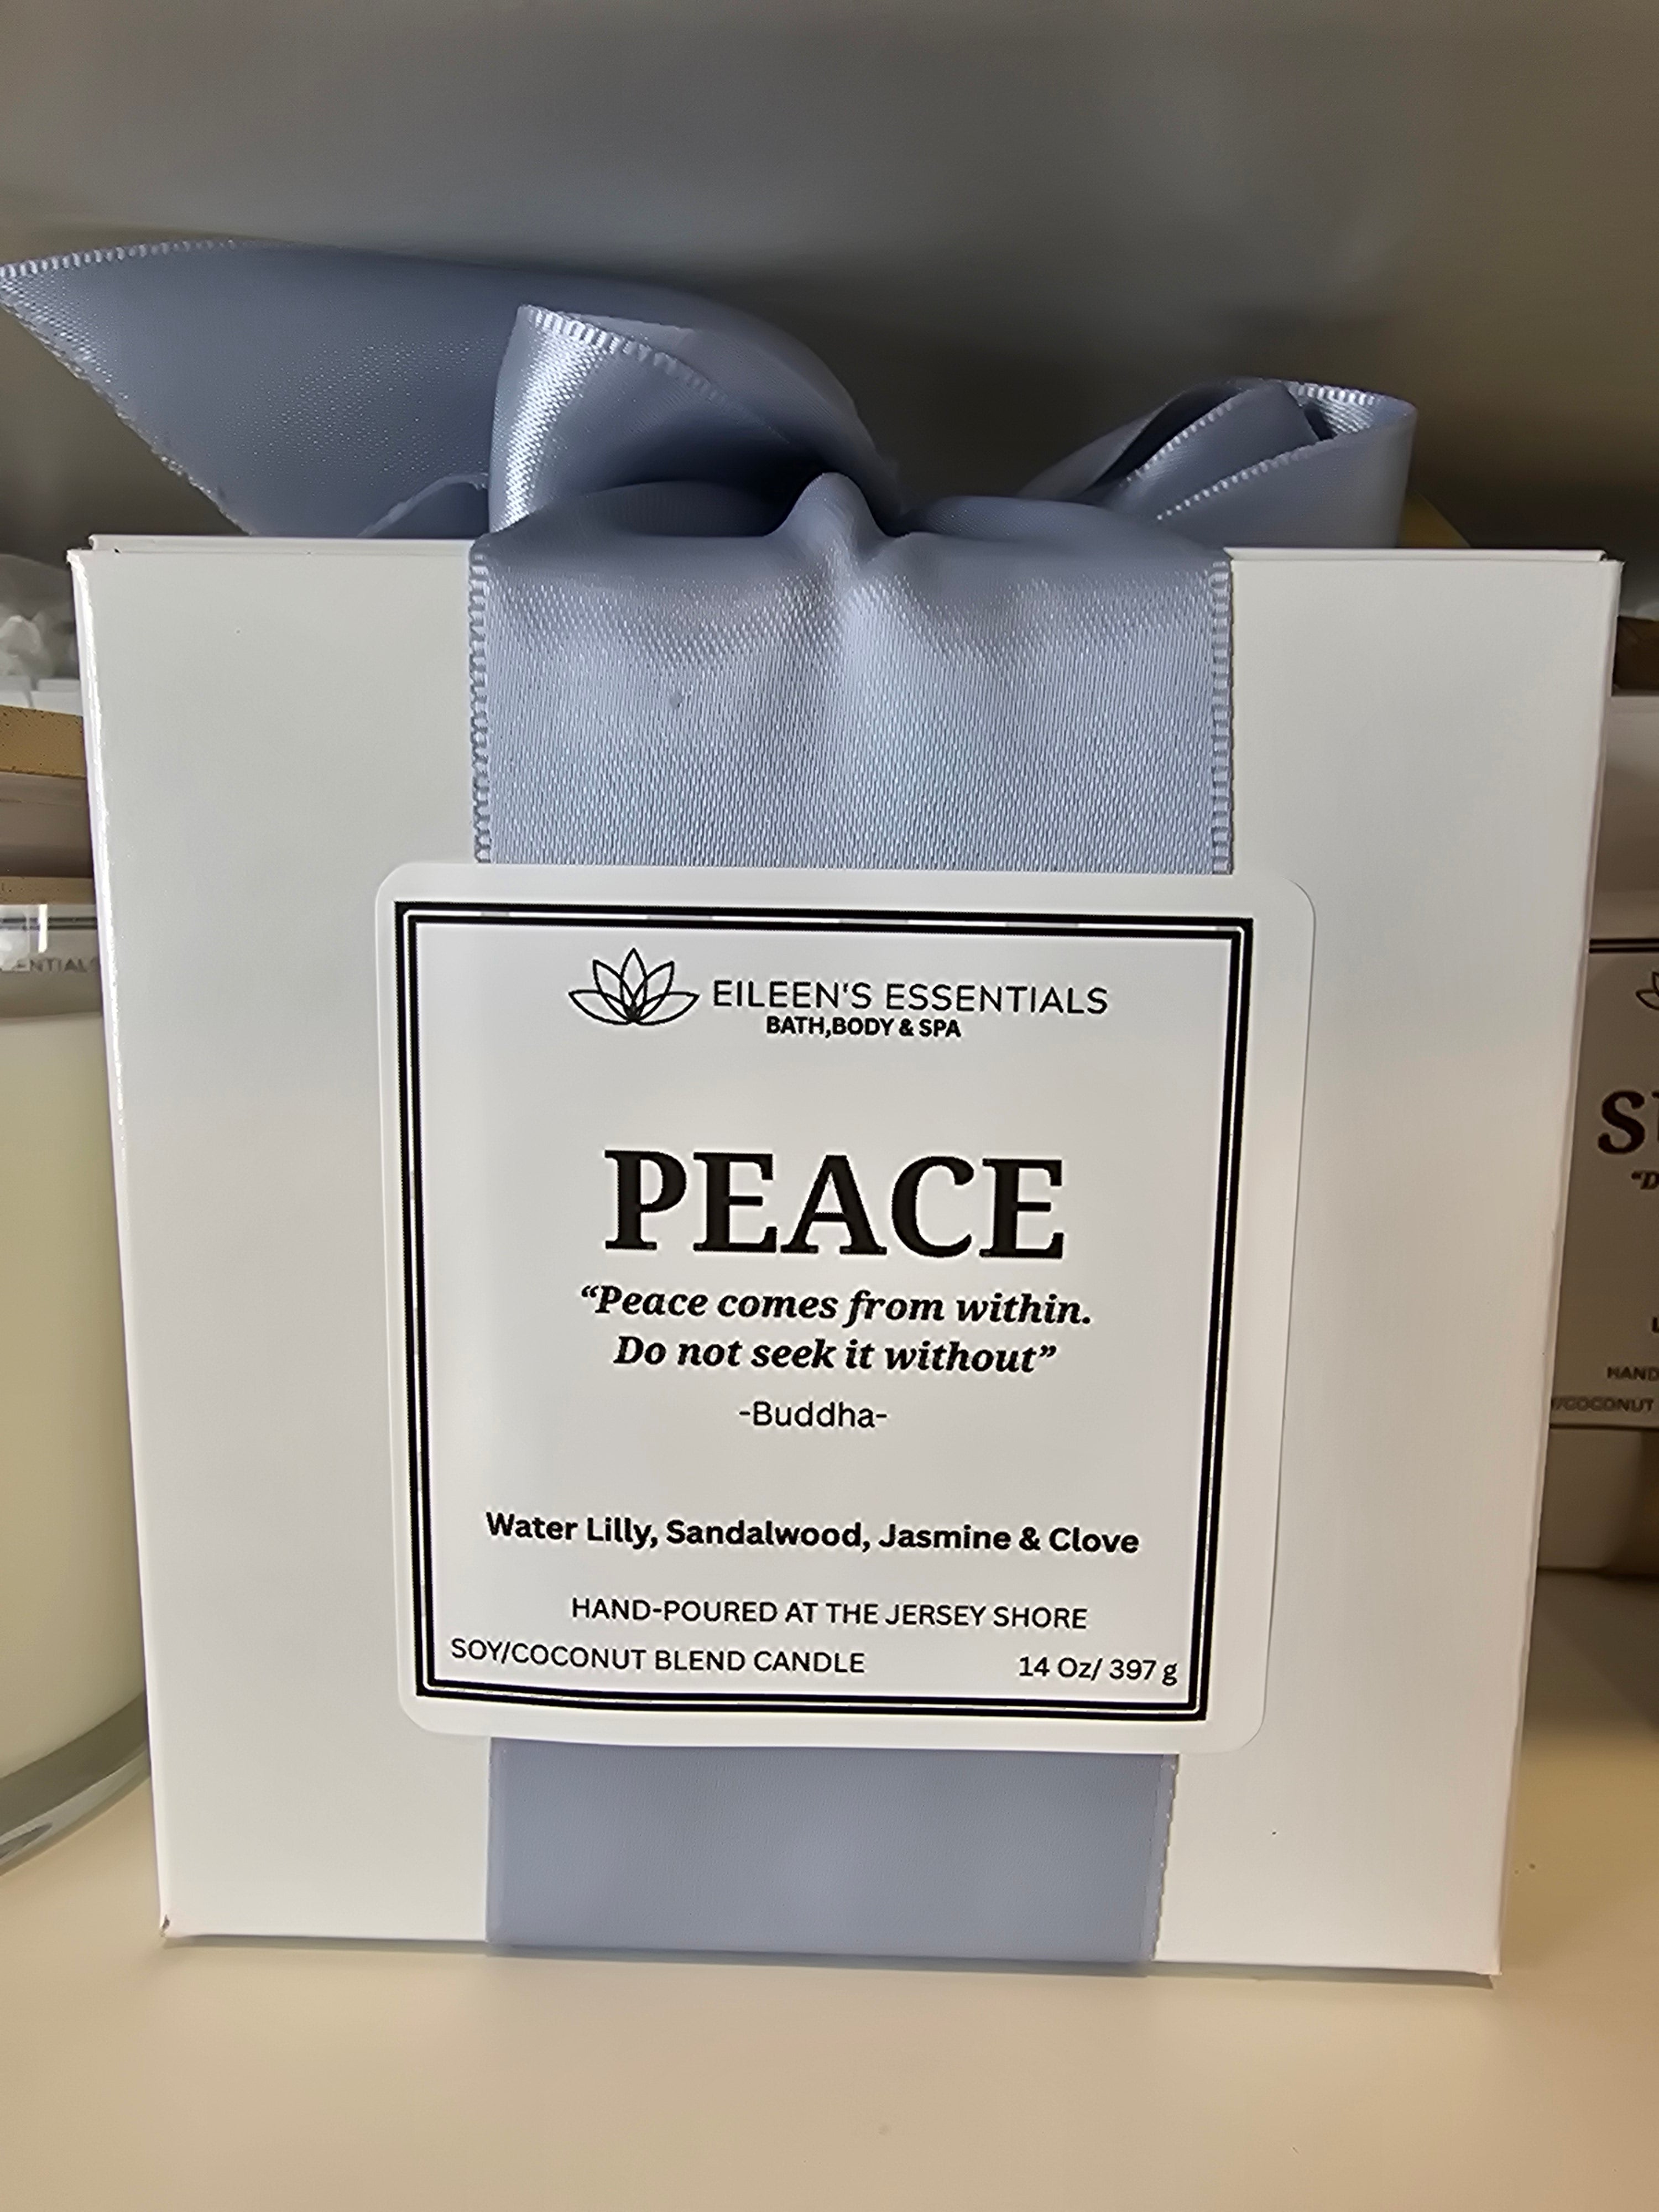 EILEEN'S ESSENTIALS
BATH,BODY & SPA
PEACE
“Peace comes from within.
Do not seek it without”
-Buddha-
Water Lilly, Sandalwood, Jasmine & Clove
HAND-POURED AT THE JERSEY SHORE
SOY/COCONUT BLEND CANDLE 14 Oz/ 397 g